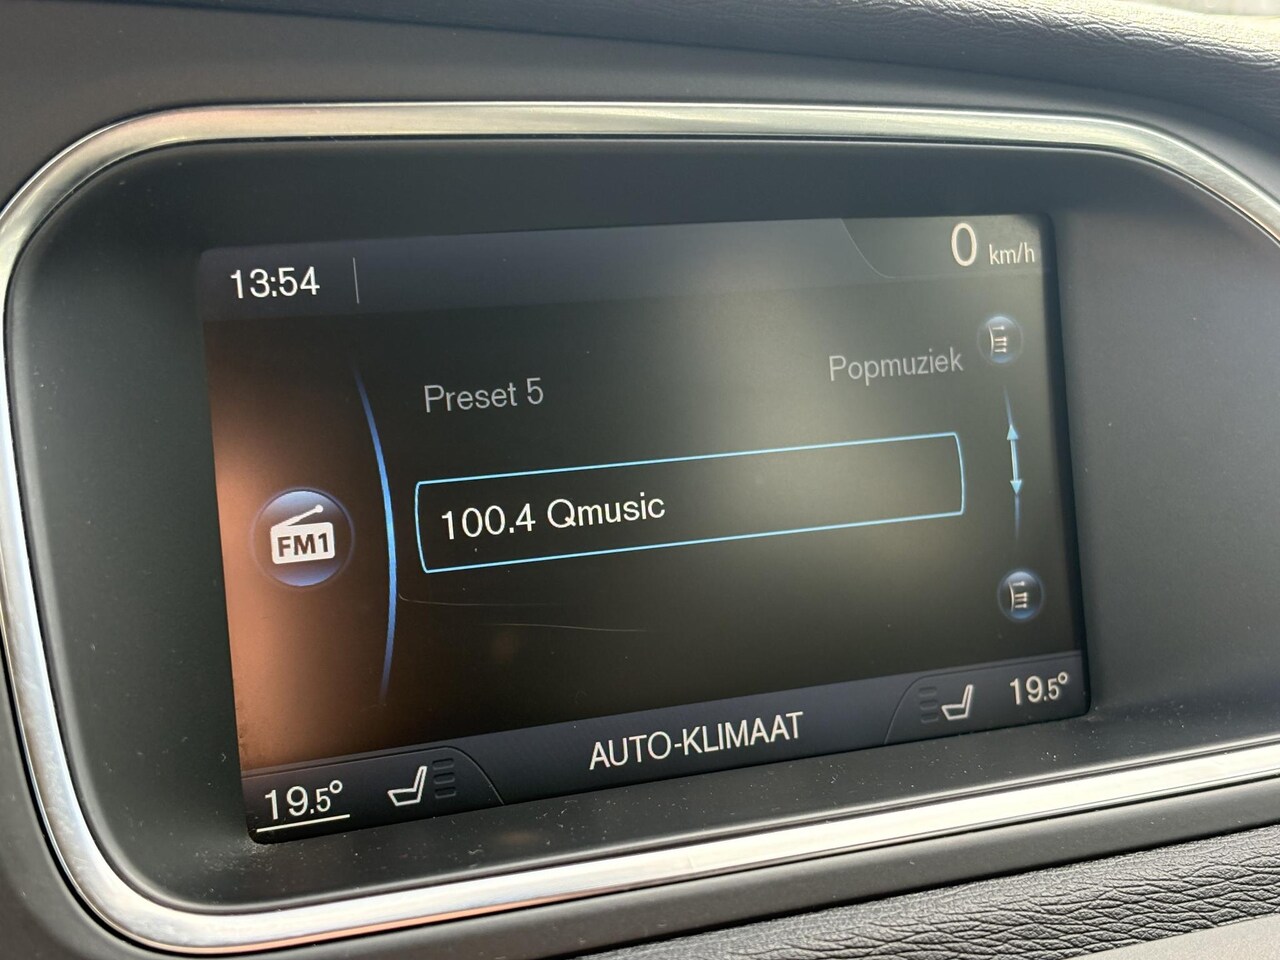 13:54
0 km/h
Preset 5
Popmuziek
FM1
100.4 Qmusic
19.5°
AUTO-KLIMAAT
19.5°